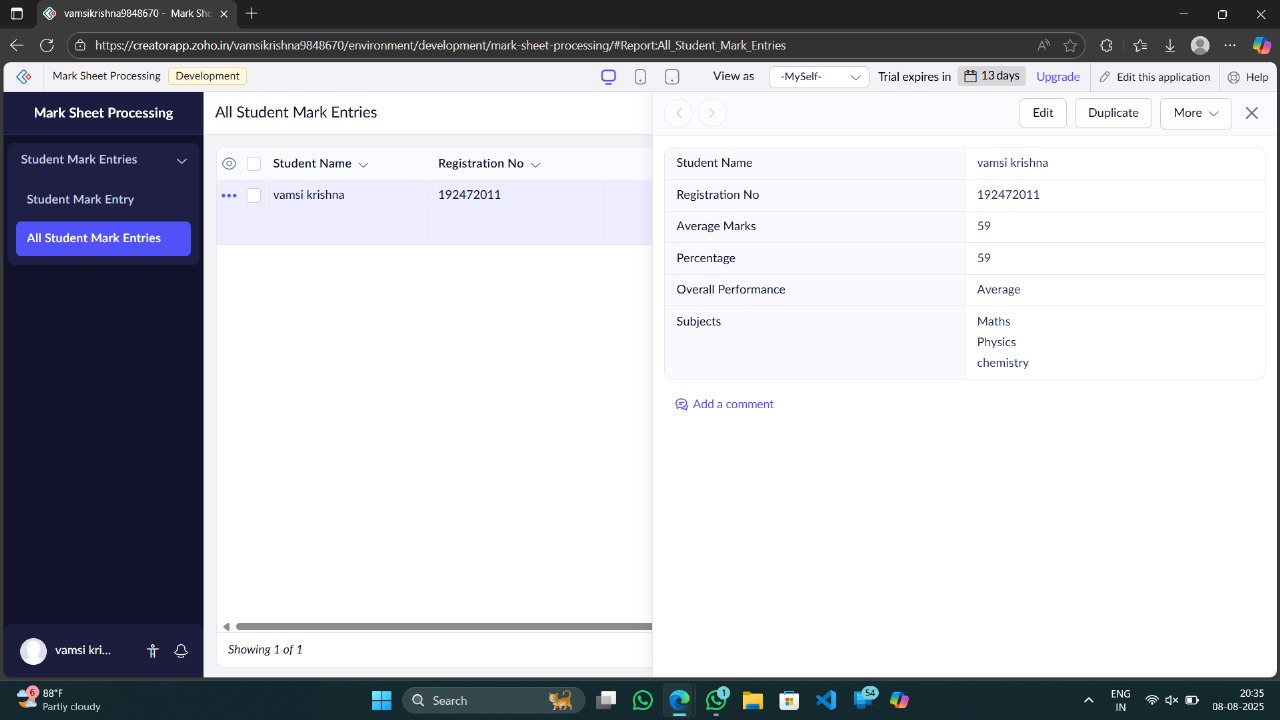 vamsikrishna9848670 - Mark She
https://creatorapp.zoho.in/vamsikrishna9848670/environment/development/mark-sheet-processing/#Report:All_Student_Mark_Entries
Mark Sheet Processing
Development
View as
-MySelf-
Trial expires in
13 days
Upgrade
Edit this application
Help
Mark Sheet Processing
Student Mark Entries
Student Mark Entry
All Student Mark Entries
All Student Mark Entries
Student Name
Registration No
vamsi krishna
192472011
Showing 1 of 1
Edit
Duplicate
More
Student Name vamsi krishna
Registration No 192472011
Average Marks 59
Percentage 59
Overall Performance Average
Subjects Maths
Physics
chemistry
Add a comment
vamsi kri...
6
88°F
Partly cloudy
Search
1
54
ENG
IN
20:35
08-08-2025